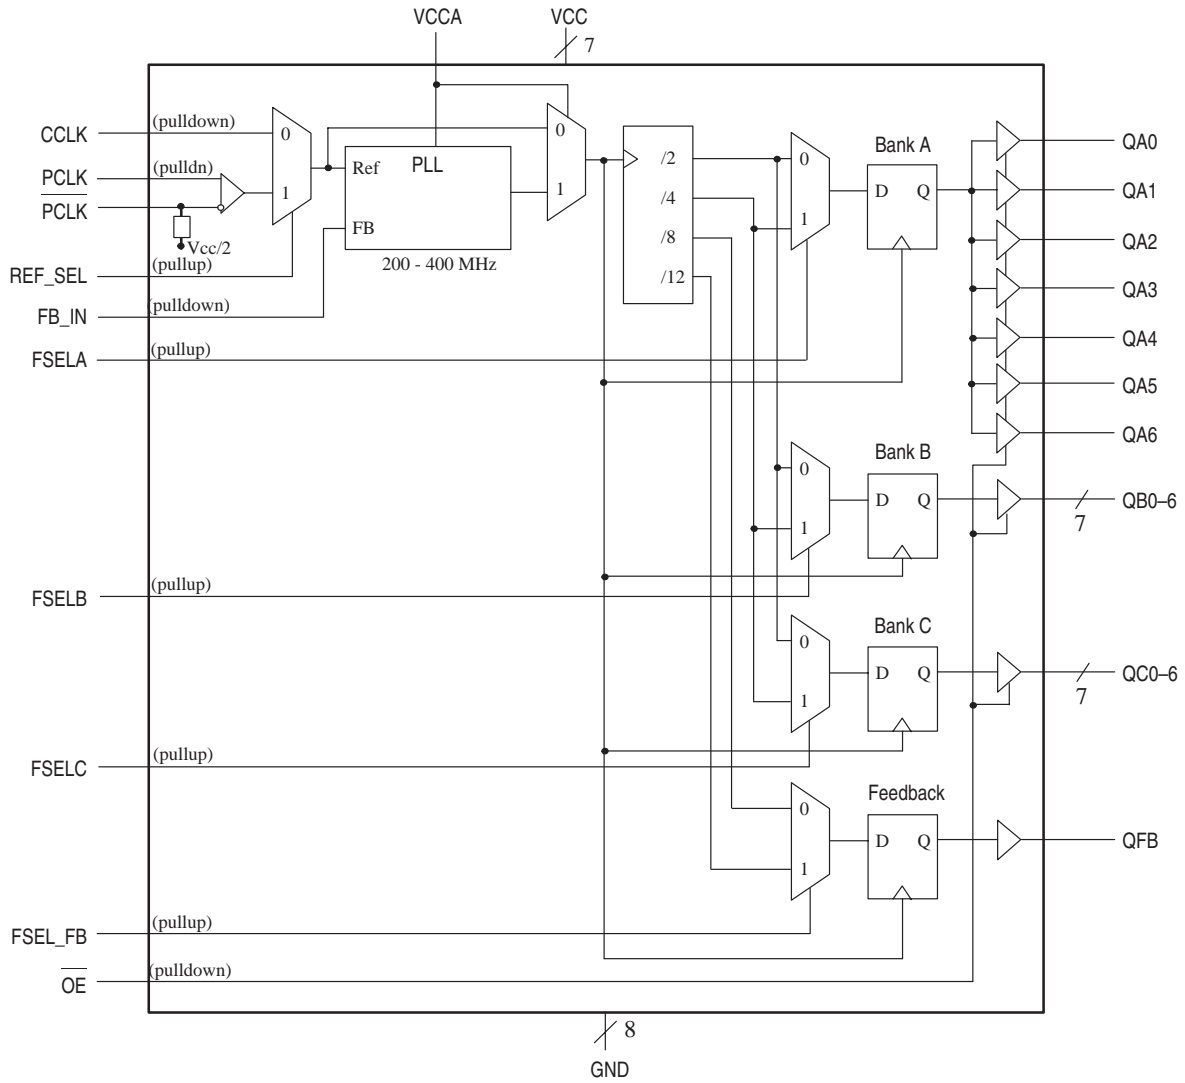 VCCA
VCC
7
CCLK
(pulldown)
0
0
PCLK
(pulldn)
Ref
PLL
1
1
PCLK
Vcc/2
FB
200 - 400 MHz
REF_SEL
(pullup)
FB_IN
(pulldown)
FSELA
(pullup)
/2
/4
/8
/12
0
1
Bank A
D
Q
QA0
QA1
QA2
QA3
QA4
QA5
QA6
Bank B
0
1
D
Q
7
QB0–6
FSELB
(pullup)
Bank C
0
1
D
Q
7
QC0–6
FSELC
(pullup)
Feedback
0
1
D
Q
QFB
FSEL_FB
(pullup)
OE
(pulldown)
8
GND